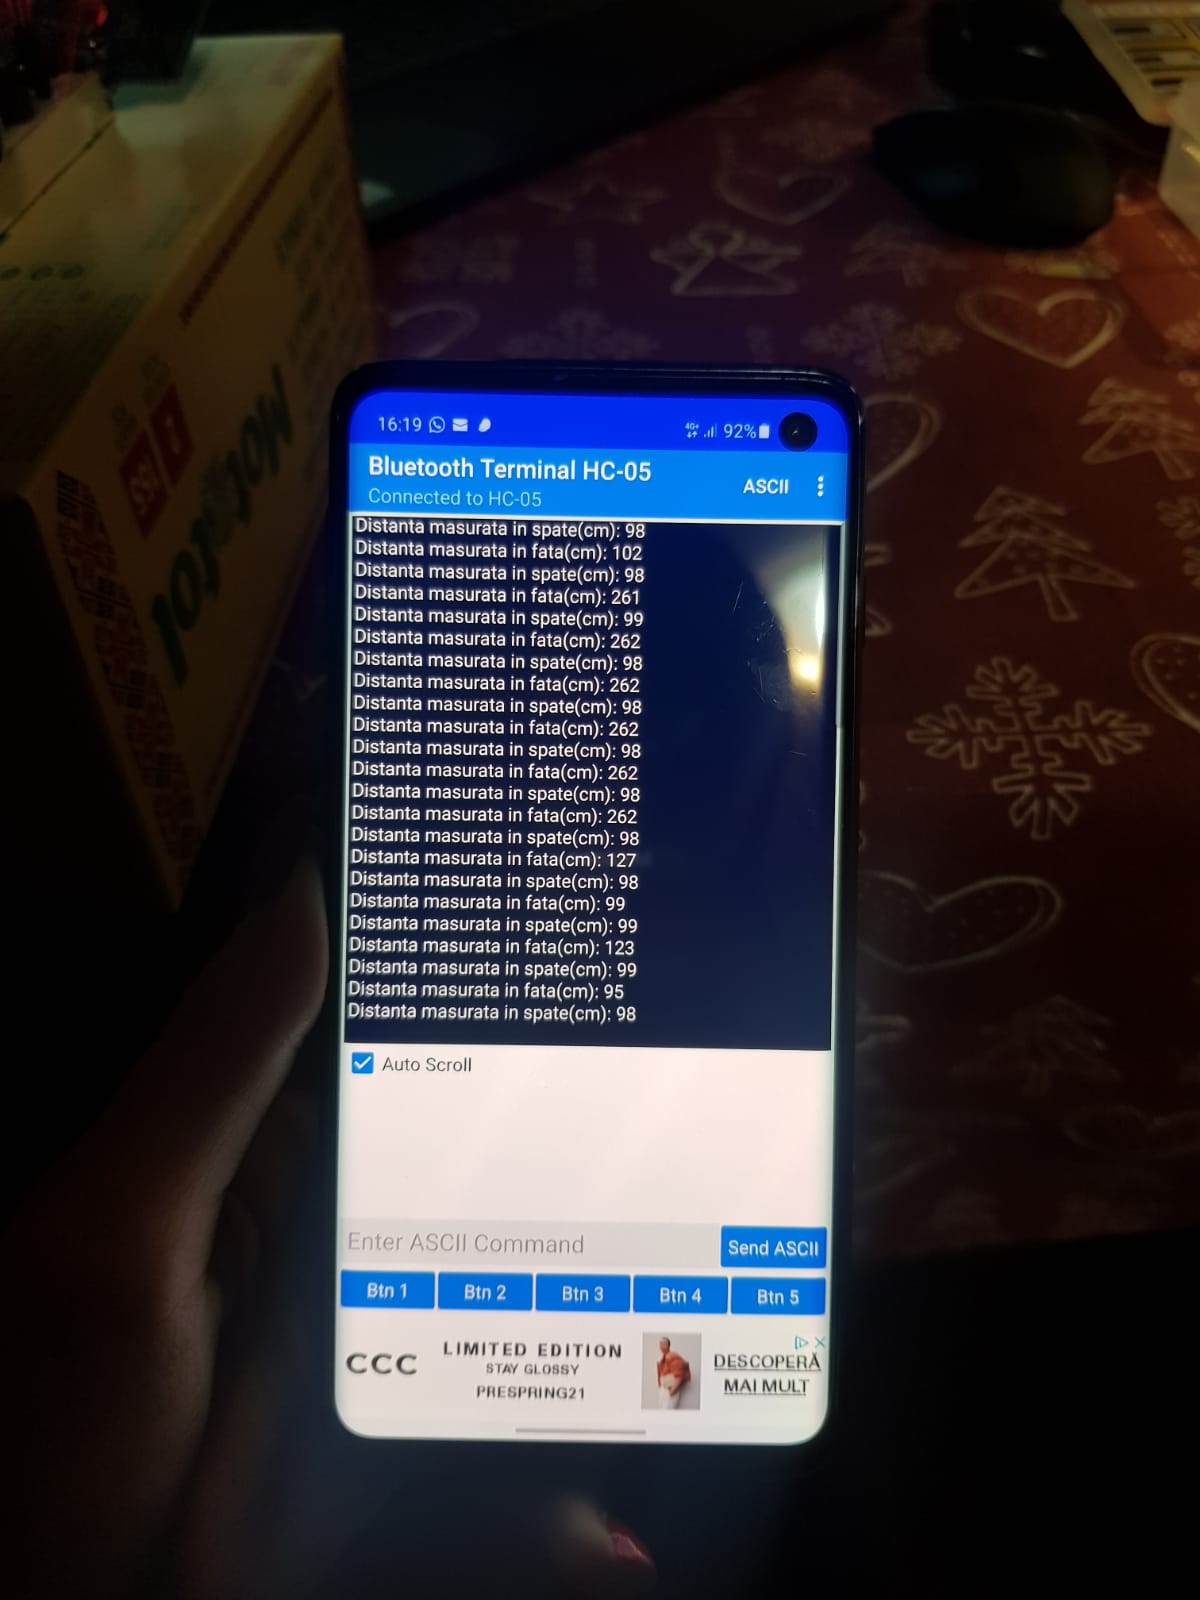 16:19
4G+
92%
Bluetooth Terminal HC-05
ASCII
Connected to HC-05
Distanta masurata in spate(cm): 98
Distanta masurata in fata(cm): 102
Distanta masurata in spate(cm): 98
Distanta masurata in fata(cm): 261
Distanta masurata in spate(cm): 99
Distanta masurata in fata(cm): 262
Distanta masurata in spate(cm): 98
Distanta masurata in fata(cm): 262
Distanta masurata in spate(cm): 98
Distanta masurata in fata(cm): 262
Distanta masurata in spate(cm): 98
Distanta masurata in fata(cm): 262
Distanta masurata in spate(cm): 98
Distanta masurata in fata(cm): 262
Distanta masurata in spate(cm): 98
Distanta masurata in fata(cm): 127
Distanta masurata in spate(cm): 98
Distanta masurata in fata(cm): 99
Distanta masurata in spate(cm): 99
Distanta masurata in fata(cm): 123
Distanta masurata in spate(cm): 99
Distanta masurata in fata(cm): 95
Distanta masurata in spate(cm): 98
Auto Scroll
Enter ASCII Command
Send ASCII
Btn 1
Btn 2
Btn 3
Btn 4
Btn 5
CCC
LIMITED EDITION
STAY GLOSSY
PRESPRING21
DESCOPERĂ
MAI MULT